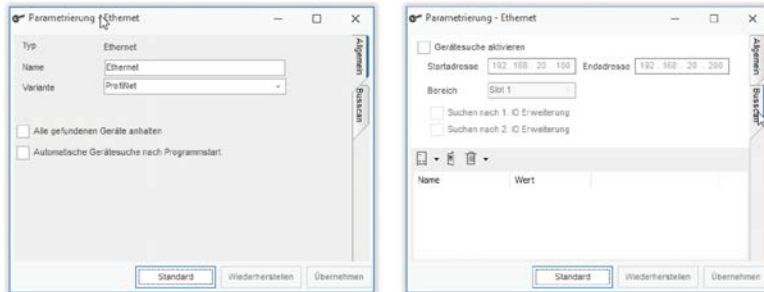 Parametrierung - Ethernet
Typ Ethernet
Name Ethernet
Variante ProfiNet
Alle gefundenen Geräte anhalten
Automatische Gerätesuche nach Programmstart
Allgemein
Busscan
Standard Wiederherstellen Übernehmen
Parametrierung - Ethernet
Gerätesuche aktivieren
Startadresse 192 . 168 . 20 . 100 Endadresse 192 . 168 . 20 . 200
Bereich Slot 1
Suchen nach 1. IO Erweiterung
Suchen nach 2. IO Erweiterung
Name Wert
Allgemein
Busscan
Standard Wiederherstellen Übernehmen